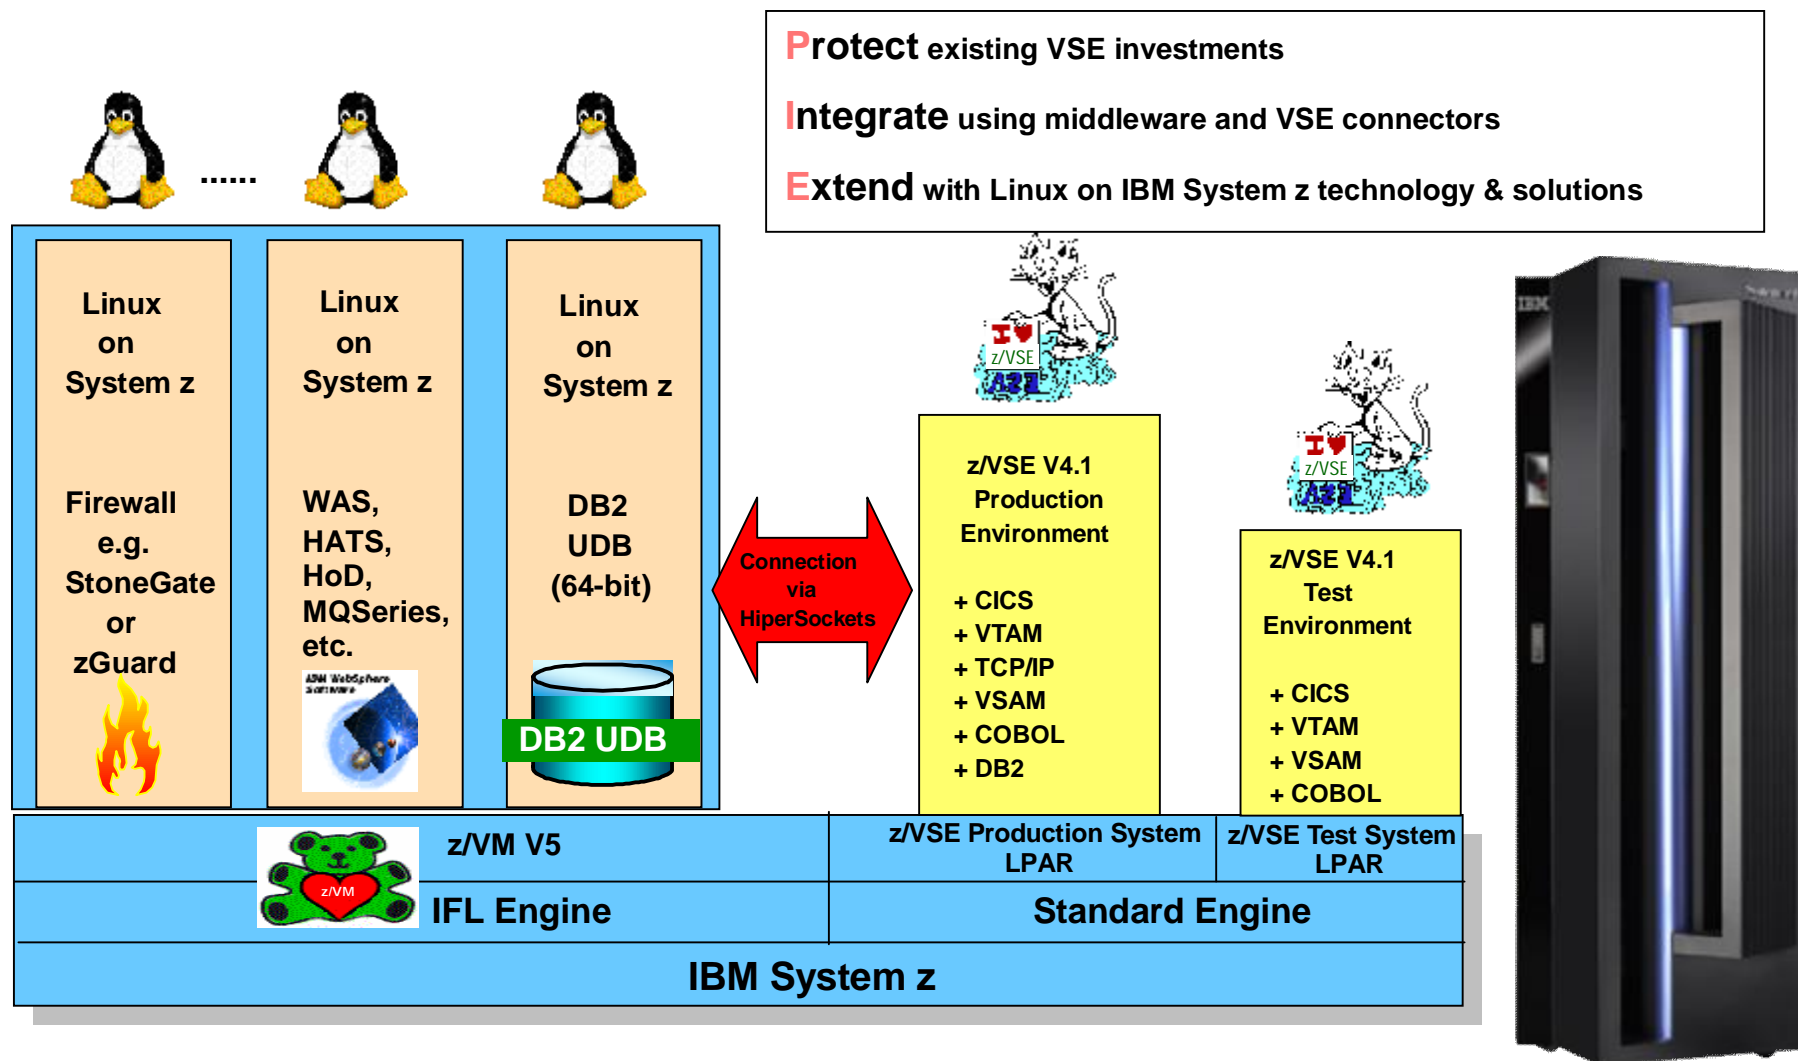 Protect existing VSE investments
Integrate using middleware and VSE connectors
Extend with Linux on IBM System z technology & solutions
......
Linux
on
System z
Firewall
e.g.
StoneGate
or
zGuard
Linux
on
System z
WAS,
HATS,
HoD,
MQSeries,
etc.
IBM WebSphere
Software
Linux
on
System z
DB2
UDB
(64-bit)
DB2 UDB
Connection
via
HiperSockets
I ♥
z/VSE
z/VSE V4.1
Production
Environment
+ CICS
+ VTAM
+ TCP/IP
+ VSAM
+ COBOL
+ DB2
I ♥
z/VSE
z/VSE V4.1
Test
Environment
+ CICS
+ VTAM
+ VSAM
+ COBOL
IBM
z/VM
z/VM V5
z/VSE Production System
LPAR
z/VSE Test System
LPAR
IFL Engine
Standard Engine
IBM System z